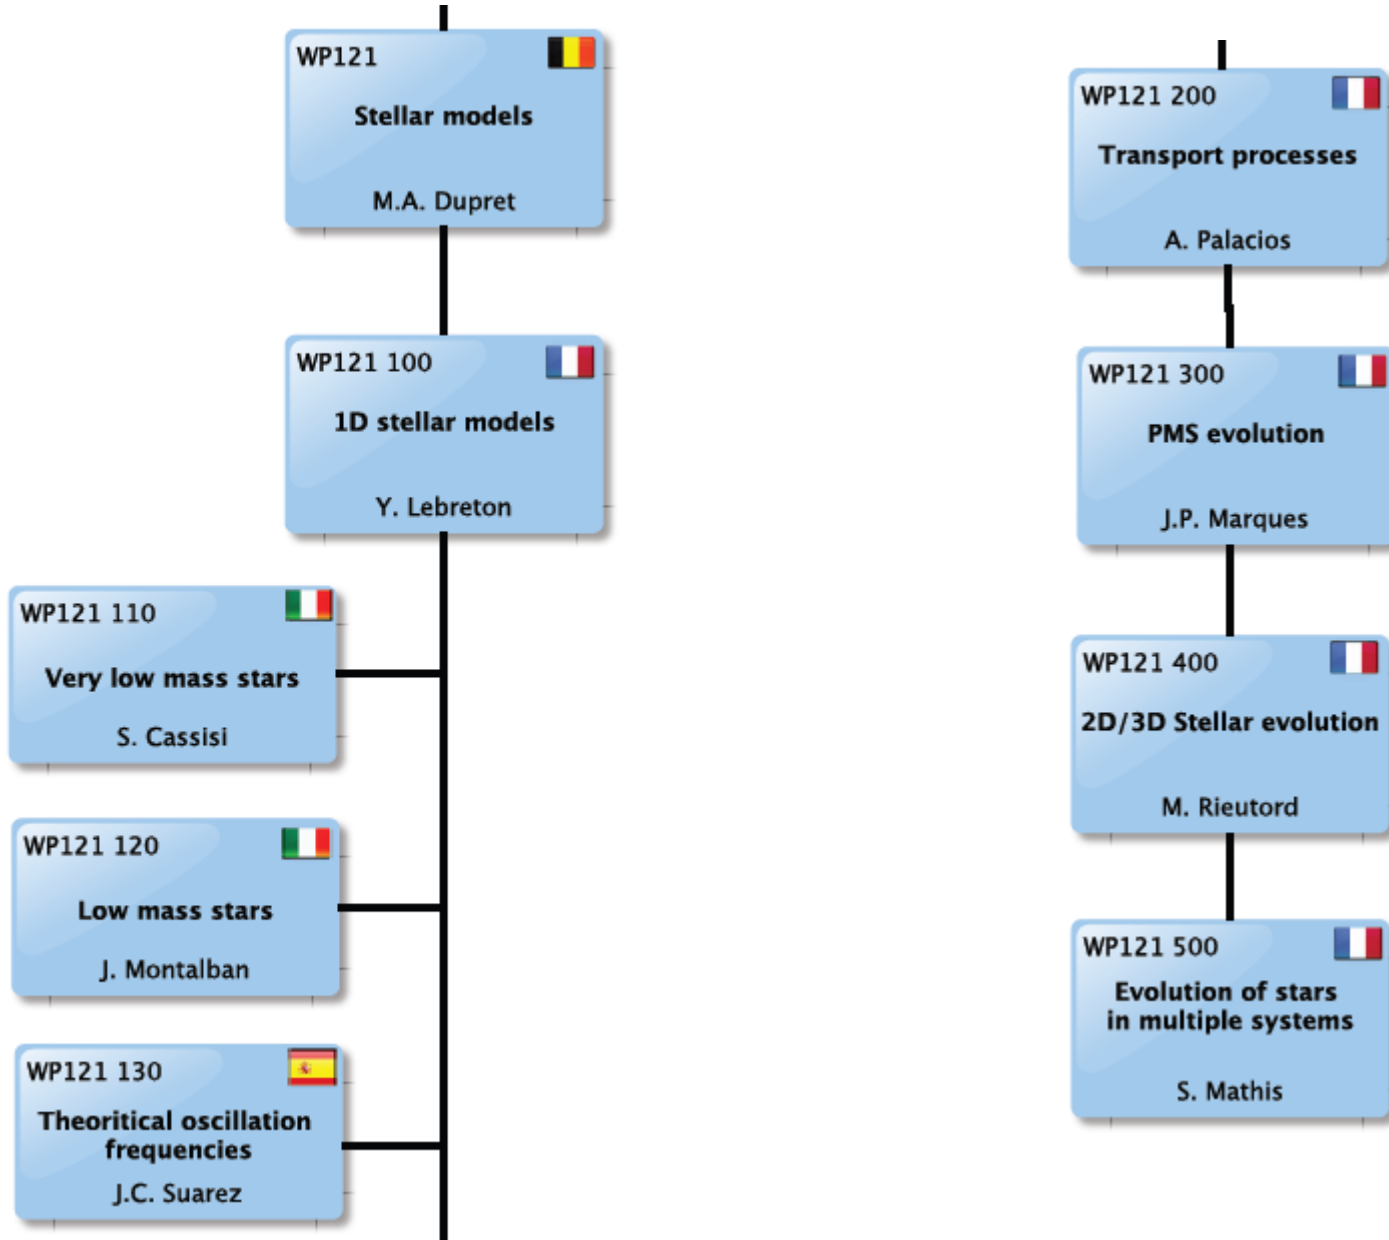 WP121
Stellar models
M.A. Dupret
WP121 100
1D stellar models
Y. Lebreton
WP121 110
Very low mass stars
S. Cassisi
WP121 120
Low mass stars
J. Montalban
WP121 130
Theoritical oscillation
frequencies
J.C. Suarez
WP121 200
Transport processes
A. Palacios
WP121 300
PMS evolution
J.P. Marques
WP121 400
2D/3D Stellar evolution
M. Rieutord
WP121 500
Evolution of stars
in multiple systems
S. Mathis